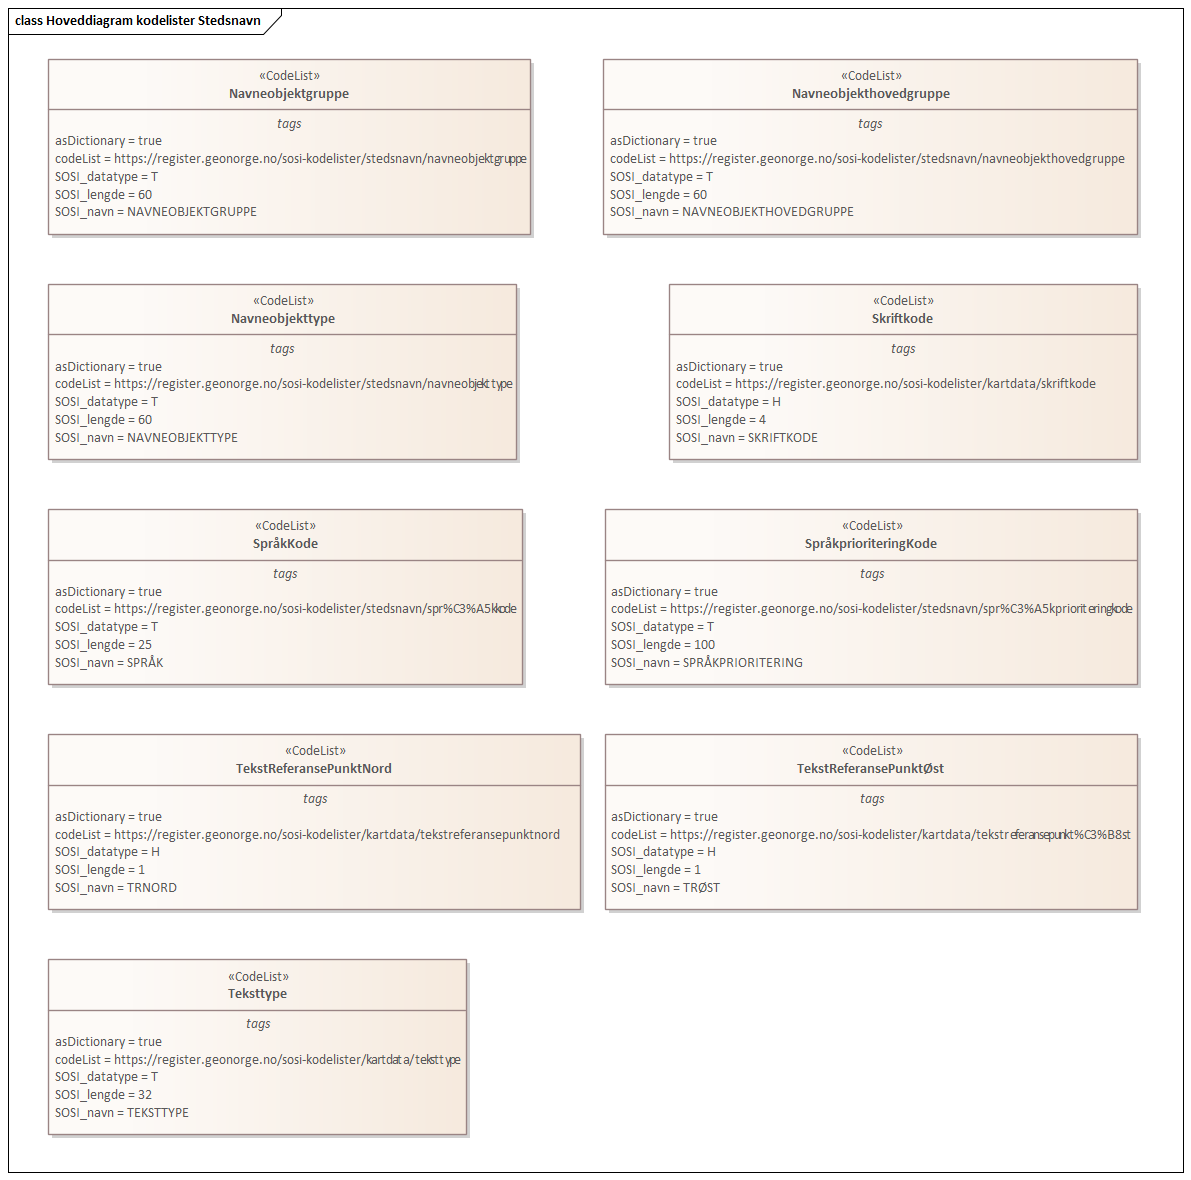 class Hoveddiagram kodelister Stedsnavn
«CodeList»
Navneobjektgruppe
tags
asDictionary = true
codeList = https://register.geonorge.no/sosi-kodelister/stedsnavn/navneobjektgruppe
SOSI_datatype = T
SOSI_lengde = 60
SOSI_navn = NAVNEOBJEKTGRUPPE
«CodeList»
Navneobjekthovedgruppe
tags
asDictionary = true
codeList = https://register.geonorge.no/sosi-kodelister/stedsnavn/navneobjekthovedgruppe
SOSI_datatype = T
SOSI_lengde = 60
SOSI_navn = NAVNEOBJEKTHOVEDGRUPPE
«CodeList»
Navneobjekttype
tags
asDictionary = true
codeList = https://register.geonorge.no/sosi-kodelister/stedsnavn/navneobjekttype
SOSI_datatype = T
SOSI_lengde = 60
SOSI_navn = NAVNEOBJEKTTYPE
«CodeList»
Skriftkode
tags
asDictionary = true
codeList = https://register.geonorge.no/sosi-kodelister/kartdata/skriftkode
SOSI_datatype = H
SOSI_lengde = 4
SOSI_navn = SKRIFTKODE
«CodeList»
SpråkKode
tags
asDictionary = true
codeList = https://register.geonorge.no/sosi-kodelister/stedsnavn/spr%C3%A5kkode
SOSI_datatype = T
SOSI_lengde = 25
SOSI_navn = SPRÅK
«CodeList»
SpråkprioriteringKode
tags
asDictionary = true
codeList = https://register.geonorge.no/sosi-kodelister/stedsnavn/spr%C3%A5kprioriteringkode
SOSI_datatype = T
SOSI_lengde = 100
SOSI_navn = SPRÅKPRIORITERING
«CodeList»
TekstReferansePunktNord
tags
asDictionary = true
codeList = https://register.geonorge.no/sosi-kodelister/kartdata/tekstreferansepunktnord
SOSI_datatype = H
SOSI_lengde = 1
SOSI_navn = TRNORD
«CodeList»
TekstReferansePunktØst
tags
asDictionary = true
codeList = https://register.geonorge.no/sosi-kodelister/kartdata/tekstreferansepunkt%C3%B8st
SOSI_datatype = H
SOSI_lengde = 1
SOSI_navn = TRØST
«CodeList»
Teksttype
tags
asDictionary = true
codeList = https://register.geonorge.no/sosi-kodelister/kartdata/teksttype
SOSI_datatype = T
SOSI_lengde = 32
SOSI_navn = TEKSTTYPE